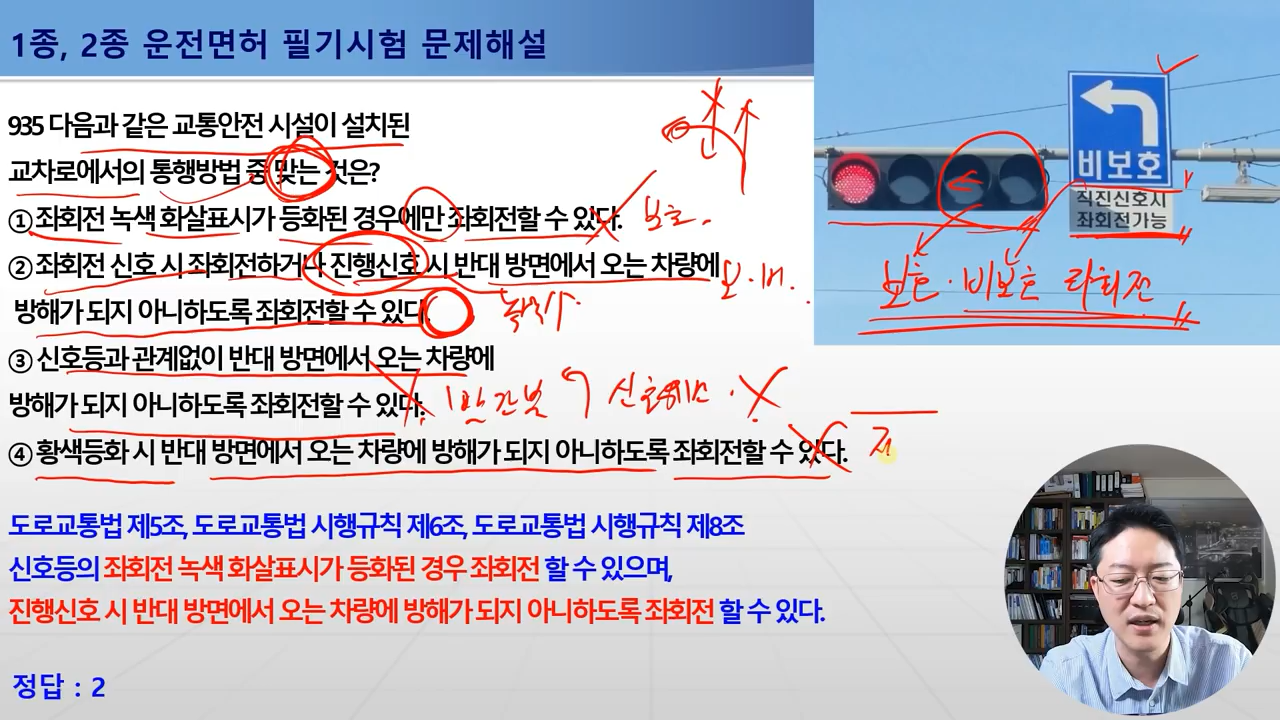 1종, 2종 운전면허 필기시험 문제해설
935 다음과 같은 교통안전 시설이 설치된
교차로에서의 통행방법 중 맞는 것은?
① 좌회전 녹색 화살표시가 등화된 경우에만 좌회전할 수 있다.
보호.
② 좌회전 신호 시 좌회전하거나 진행신호 시 반대 방면에서 오는 차량에
방해가 되지 아니하도록 좌회전할 수 있다.
녹색시
③ 신호등과 관계없이 반대 방면에서 오는 차량에
방해가 되지 아니하도록 좌회전할 수 있다.
④ 황색등화 시 반대 방면에서 오는 차량에 방해가 되지 아니하도록 좌회전할 수 있다.
도로교통법 제5조, 도로교통법 시행규칙 제6조, 도로교통법 시행규칙 제8조
신호등의 좌회전 녹색 화살표시가 등화된 경우 좌회전 할 수 있으며,
진행신호 시 반대 방면에서 오는 차량에 방해가 되지 아니하도록 좌회전 할 수 있다.
정답 : 2
비보호
직진신호시
좌회전가능
보호·비보호 좌회전